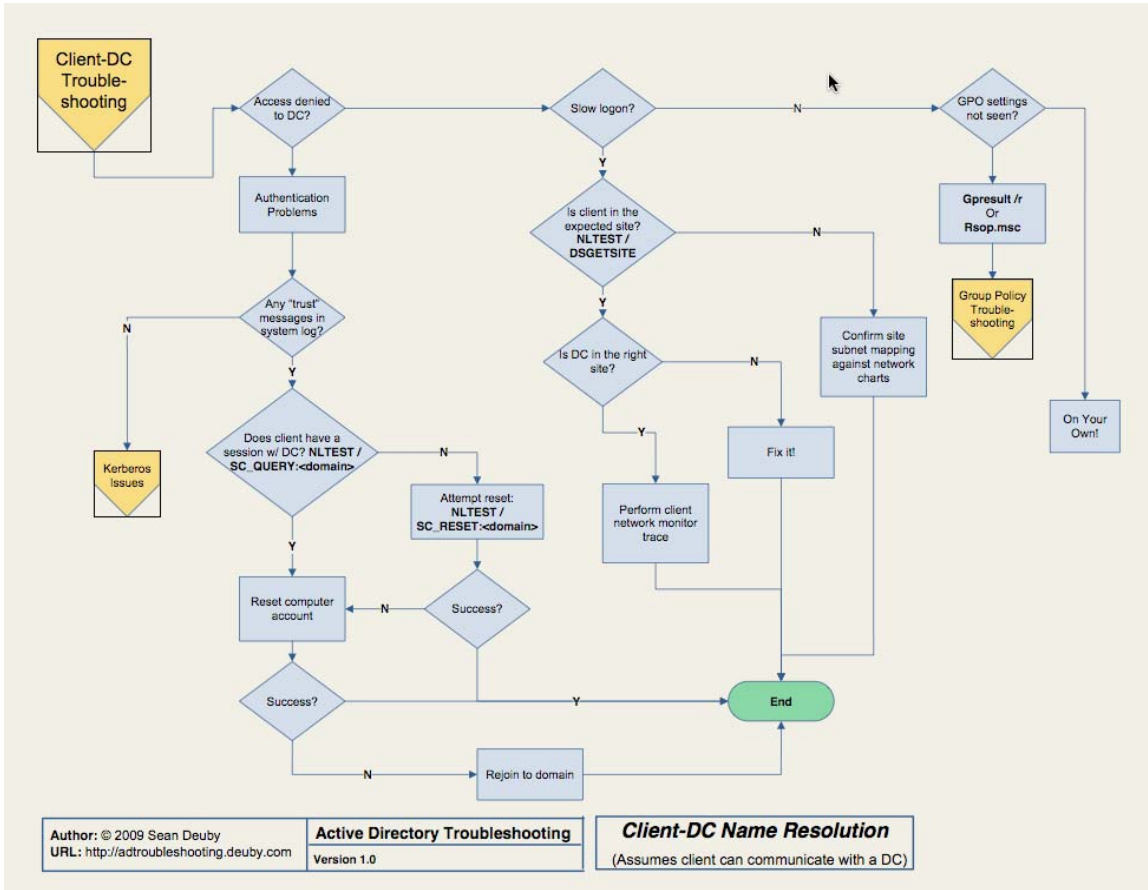 Client-DC
Trouble-
shooting
Access denied
to DC?
Slow logon?
N
GPO settings
not seen?
Authentication
Problems
Y
Is client in the
expected site?
NLTEST /
DSGETSITE
N
Gpresult /r
Or
Rsop.msc
Any "trust"
messages in
system log?
N
Y
Y
Group Policy
Trouble-
shooting
Is DC in the right
site?
N
Confirm site
subnet mapping
against network
charts
Y
On Your
Own!
Does client have a
session w/ DC? NLTEST /
SC_QUERY:<domain>
N
Fix it!
Kerberos
Issues
Attempt reset:
NLTEST /
SC_RESET:<domain>
Perform client
network monitor
trace
Y
Reset computer
account
N
Success?
Success?
Y
End
N
Rejoin to domain
Author: © 2009 Sean Deuby
URL: http://adtroubleshooting.deuby.com
Active Directory Troubleshooting
Version 1.0
Client-DC Name Resolution
(Assumes client can communicate with a DC)